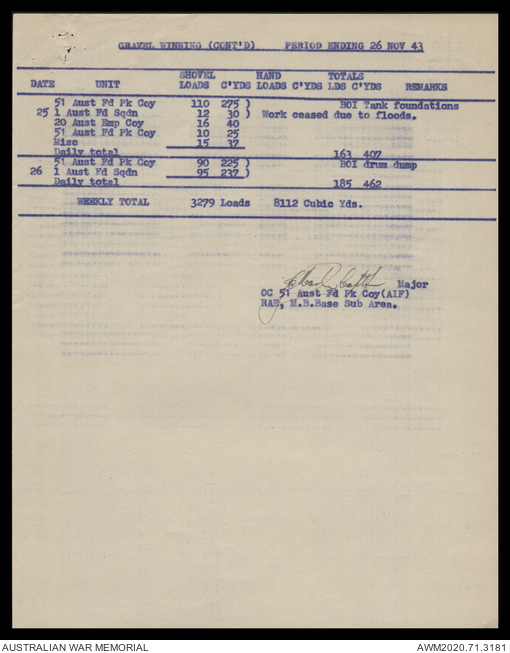 GRAVEL WINNING (CONT'D) PERIOD ENDING 26 NOV 43
SHOVEL HAND TOTALS
DATE UNIT LOADS C'YDS LOADS C'YDS LDS C'YDS REMARKS
51 Aust Fd Pk Coy 110 275 ) BOI Tank foundations
25 1 Aust Fd Sqdn 12 30 ) Work ceased due to floods.
20 Aust Emp Coy 16 40
51 Aust Fd Pk Coy 10 25
Misc 15 37
Daily total 163 407
51 Aust Fd Pk Coy 90 225 ) BOI drum dump
26 1 Aust Fd Sqdn 95 237 )
Daily total 185 462
WEEKLY TOTAL 3279 Loads 8112 Cubic Yds.
Major
OC 51 Aust Fd Pk Coy(AIF)
RAE, M.B.Base Sub Area.
AUSTRALIAN WAR MEMORIAL AWM2020.71.3181